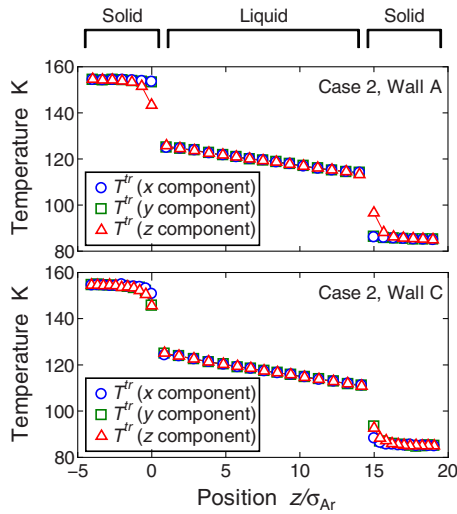 Solid Liquid Solid
160
140
120
100
80
Temperature K
Case 2, Wall A
T^tr (x component)
T^tr (y component)
T^tr (z component)
160
140
120
100
80
Temperature K
Case 2, Wall C
T^tr (x component)
T^tr (y component)
T^tr (z component)
−5 0 5 10 15 20
Position z/σ_Ar